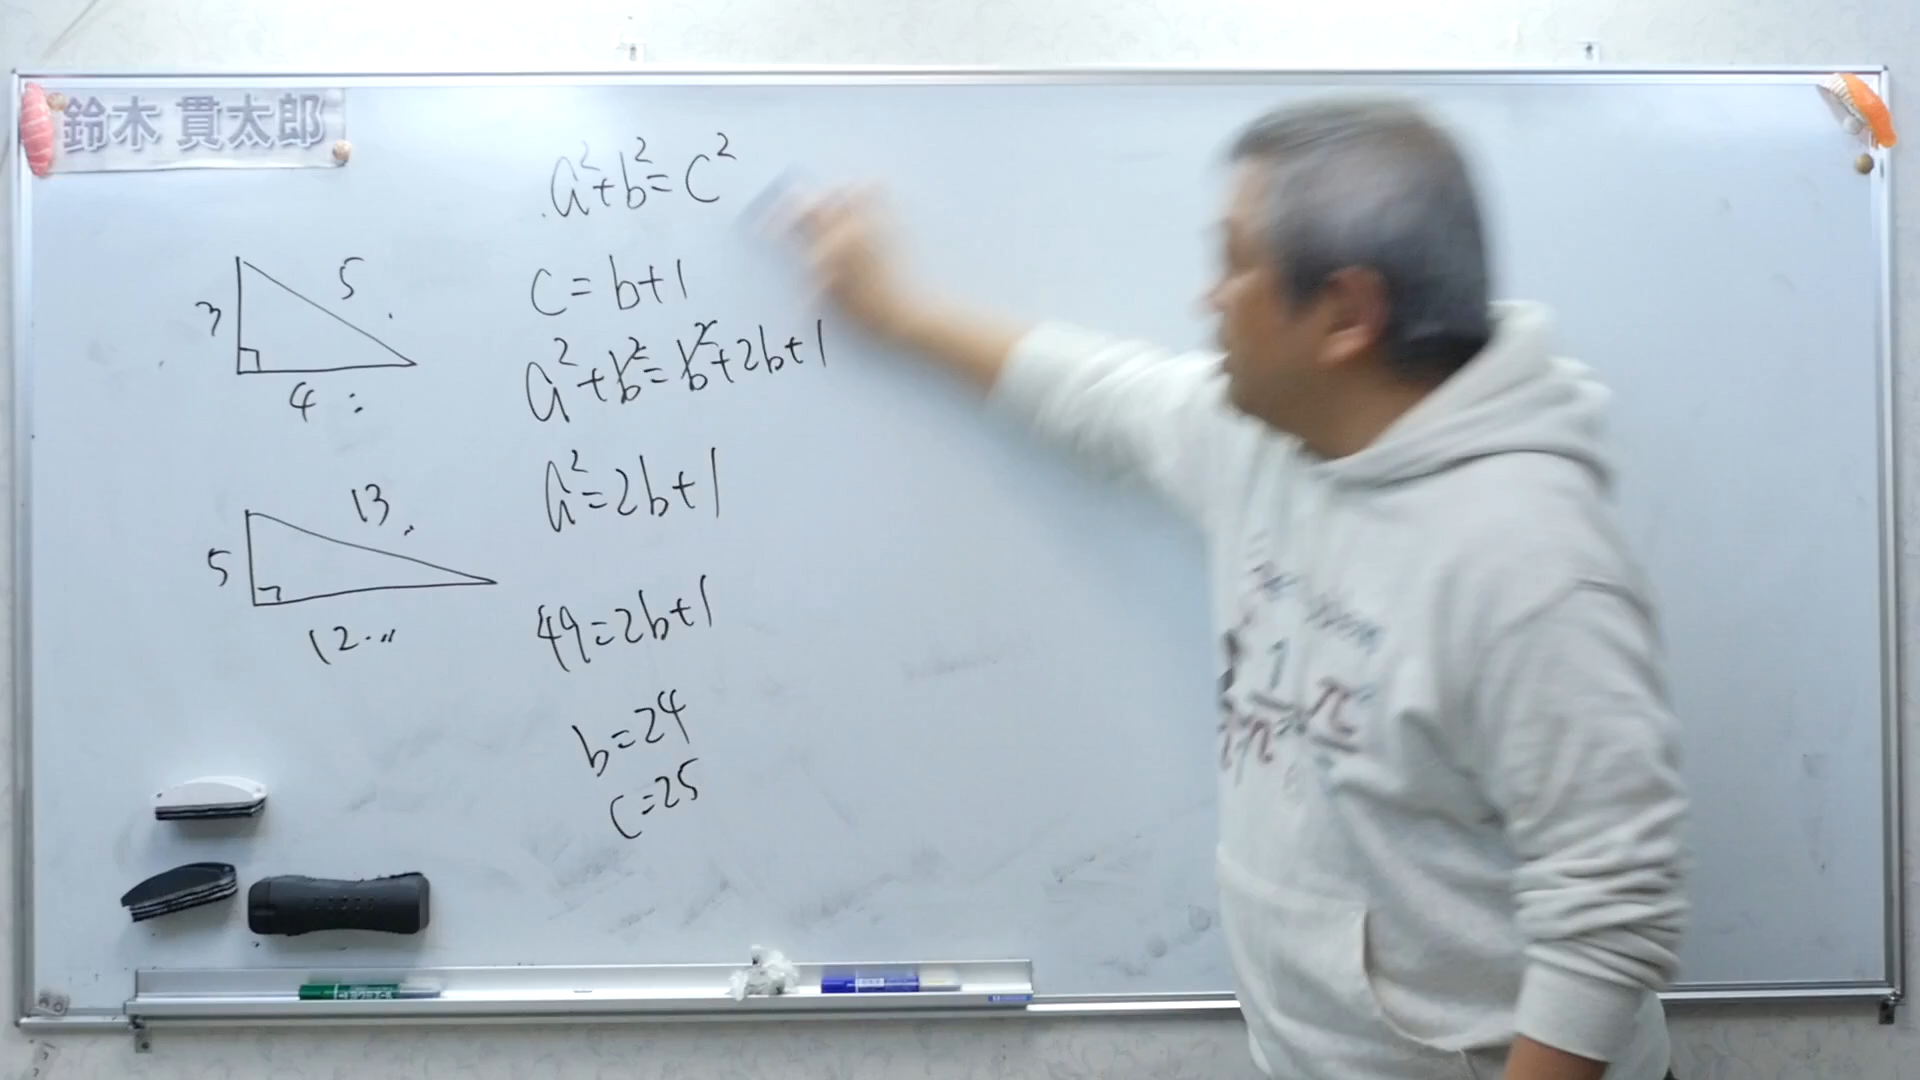 鈴木 貫太郎
a²+b²=c²
3
5
4
c=b+1
a²+b²=b²+2b+1
a²=2b+1
13
5
12
49=2b+1
b=24
c=25